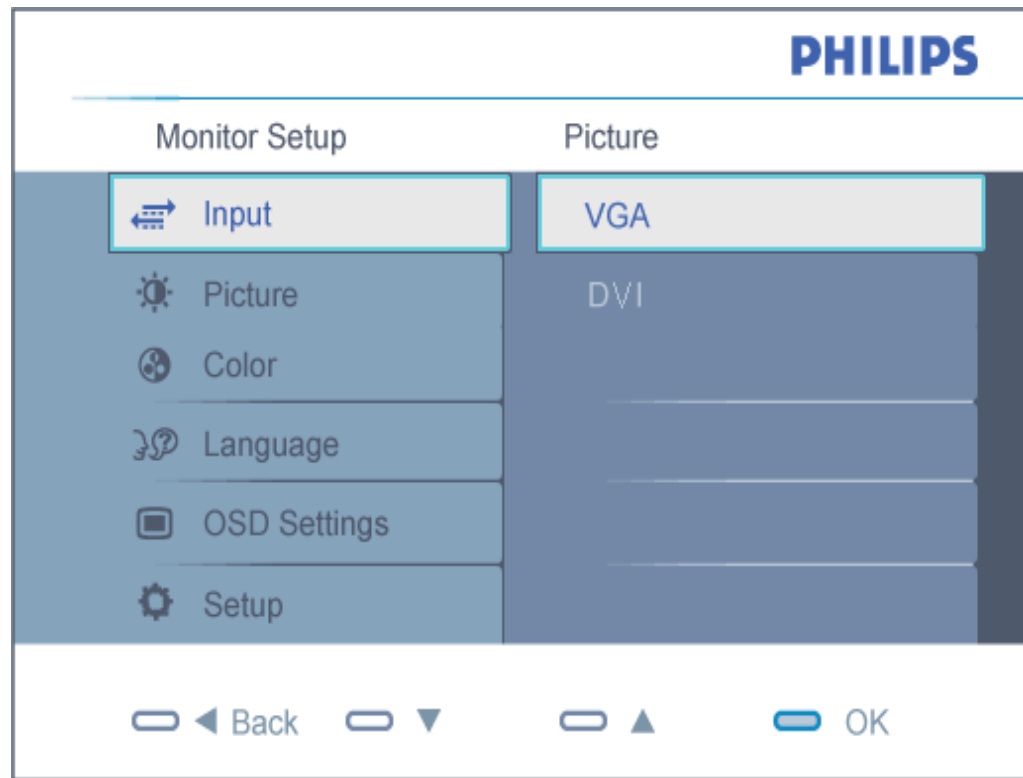 PHILIPS
Monitor Setup Picture
Input VGA
Picture DVI
Color
Language
OSD Settings
Setup
Back OK